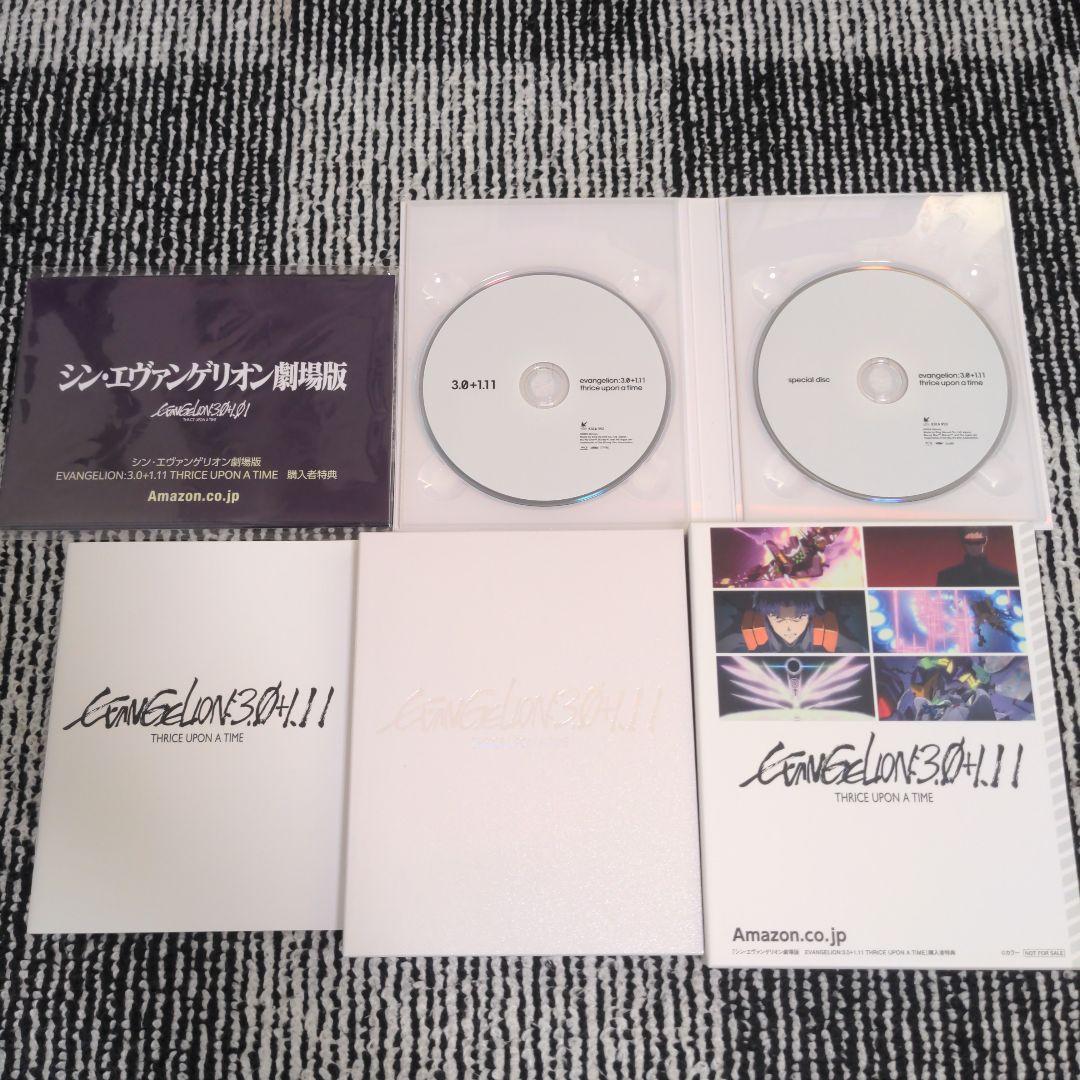 シン・エヴァンゲリオン劇場版
EVANGELION:3.0+1.01
THRICE UPON A TIME
シン・エヴァンゲリオン劇場版
EVANGELION:3.0+1.11 THRICE UPON A TIME 購入者特典
Amazon.co.jp
3.0+1.11
evangelion:3.0+1.11
thrice upon a time
special disc
evangelion:3.0+1.11
thrice upon a time
EVANGELION:3.0+1.11
THRICE UPON A TIME
EVANGELION:3.0+1.11
THRICE UPON A TIME
EVANGELION:3.0+1.11
THRICE UPON A TIME
Amazon.co.jp
『シン・エヴァンゲリオン劇場版 EVANGELION:3.0+1.11 THRICE UPON A TIME』購入者特典
©カラー NOT FOR SALE